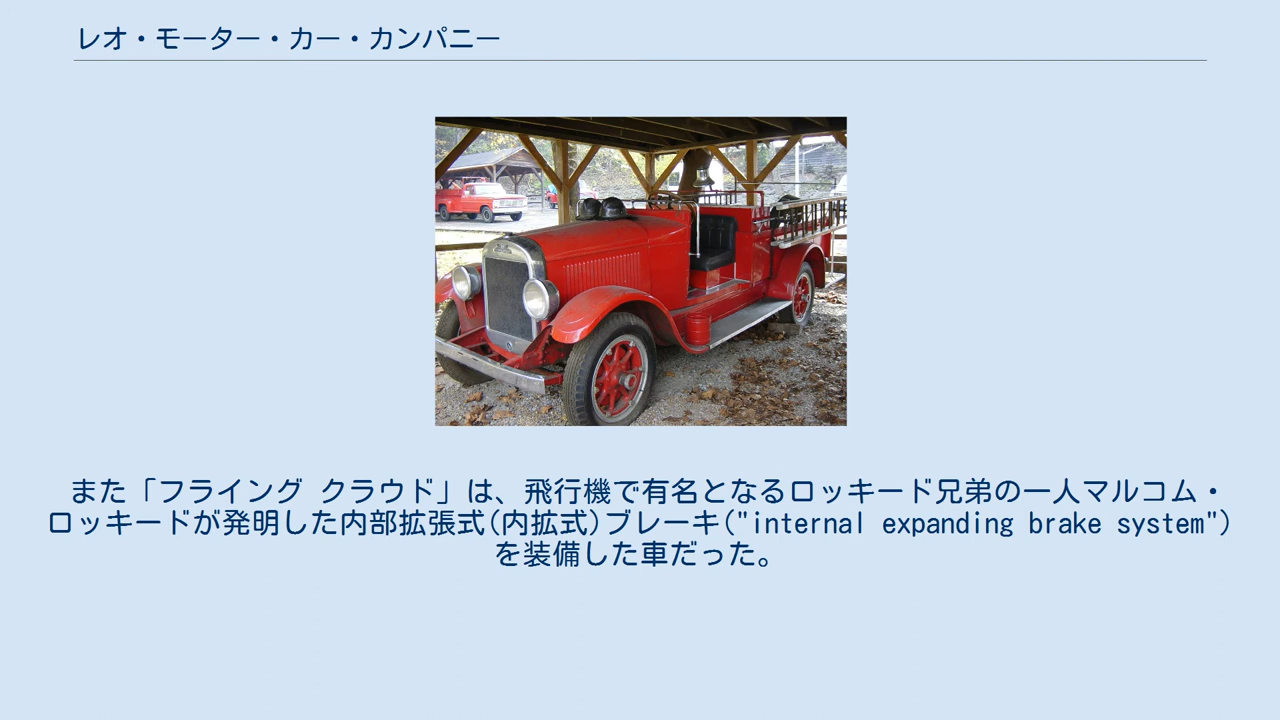 レオ・モーター・カー・カンパニー
また「フライング クラウド」は、飛行機で有名となるロッキード兄弟の一人マルコム・
ロッキードが発明した内部拡張式(内拡式)ブレーキ("internal expanding brake system")
を装備した車だった。